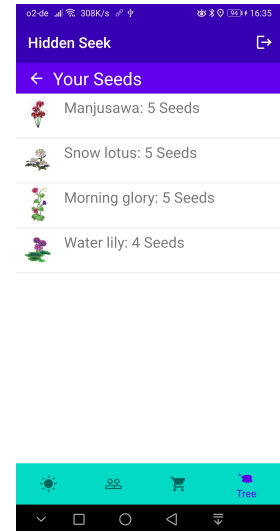 o2-de 308K/s 94 16:35
Hidden Seek
Your Seeds
Manjusawa: 5 Seeds
Snow lotus: 5 Seeds
Morning glory: 5 Seeds
Water lily: 4 Seeds
Tree